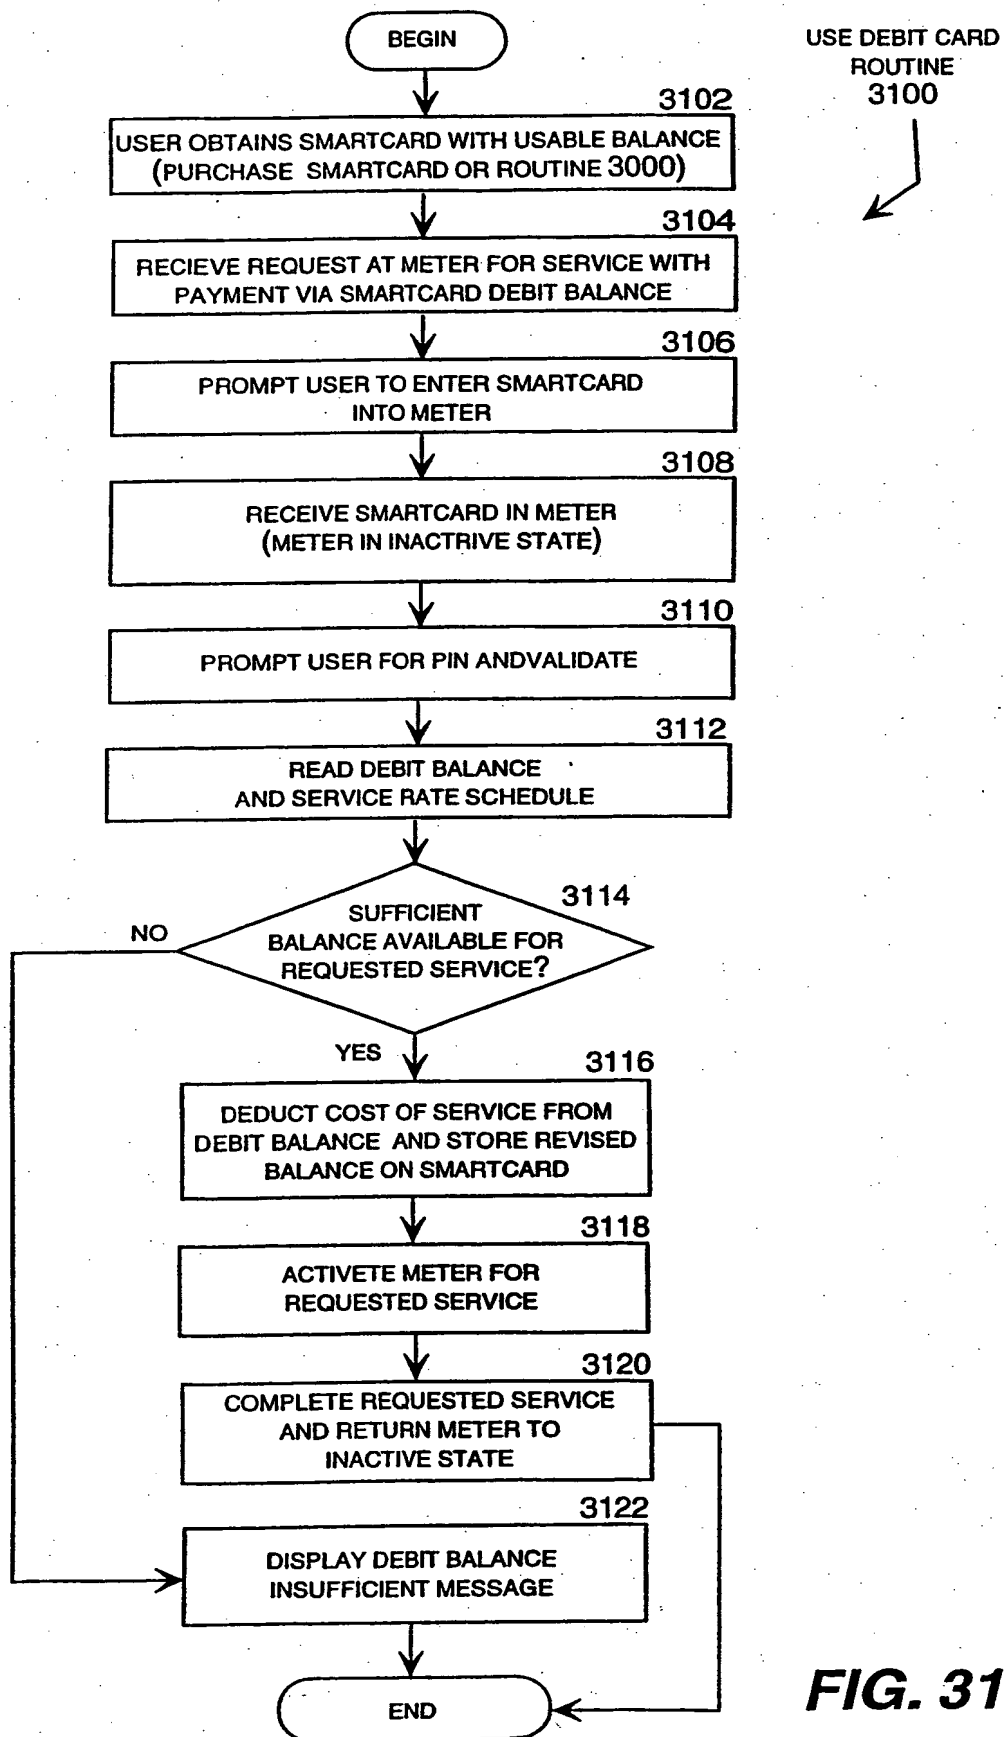 BEGIN
USE DEBIT CARD
ROUTINE
3100
3102
USER OBTAINS SMARTCARD WITH USABLE BALANCE
(PURCHASE SMARTCARD OR ROUTINE 3000)
3104
RECIEVE REQUEST AT METER FOR SERVICE WITH
PAYMENT VIA SMARTCARD DEBIT BALANCE
3106
PROMPT USER TO ENTER SMARTCARD
INTO METER
3108
RECEIVE SMARTCARD IN METER
(METER IN INACTRIVE STATE)
3110
PROMPT USER FOR PIN ANDVALIDATE
3112
READ DEBIT BALANCE
AND SERVICE RATE SCHEDULE
3114
SUFFICIENT
BALANCE AVAILABLE FOR
REQUESTED SERVICE?
NO
YES
3116
DEDUCT COST OF SERVICE FROM
DEBIT BALANCE AND STORE REVISED
BALANCE ON SMARTCARD
3118
ACTIVETE METER FOR
REQUESTED SERVICE
3120
COMPLETE REQUESTED SERVICE
AND RETURN METER TO
INACTIVE STATE
3122
DISPLAY DEBIT BALANCE
INSUFFICIENT MESSAGE
END
FIG. 31